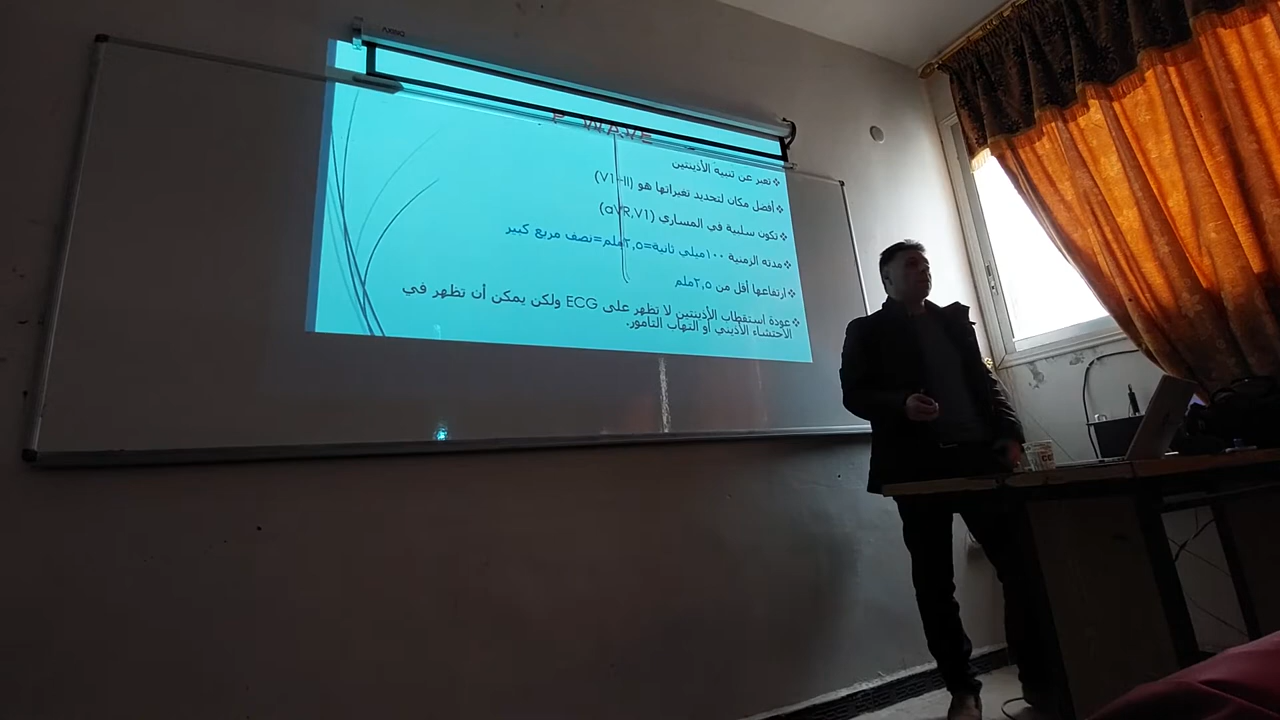 P WAVE
❖تعبر عن تنبيه الأذينتين
❖أفضل مكان لتحديد تغيراتها هو (V1-II)
❖تكون سلبية في المساري (aVR,V1)
❖مدته الزمنية ١٠٠ميلي ثانية=٢,٥ملم=نصف مربع كبير
❖ارتفاعها أقل من ٢,٥ملم
❖عودة استقطاب الأذينتين لا تظهر على ECG ولكن يمكن أن تظهر في
الاحتشاء الأذيني أو التهاب التامور.